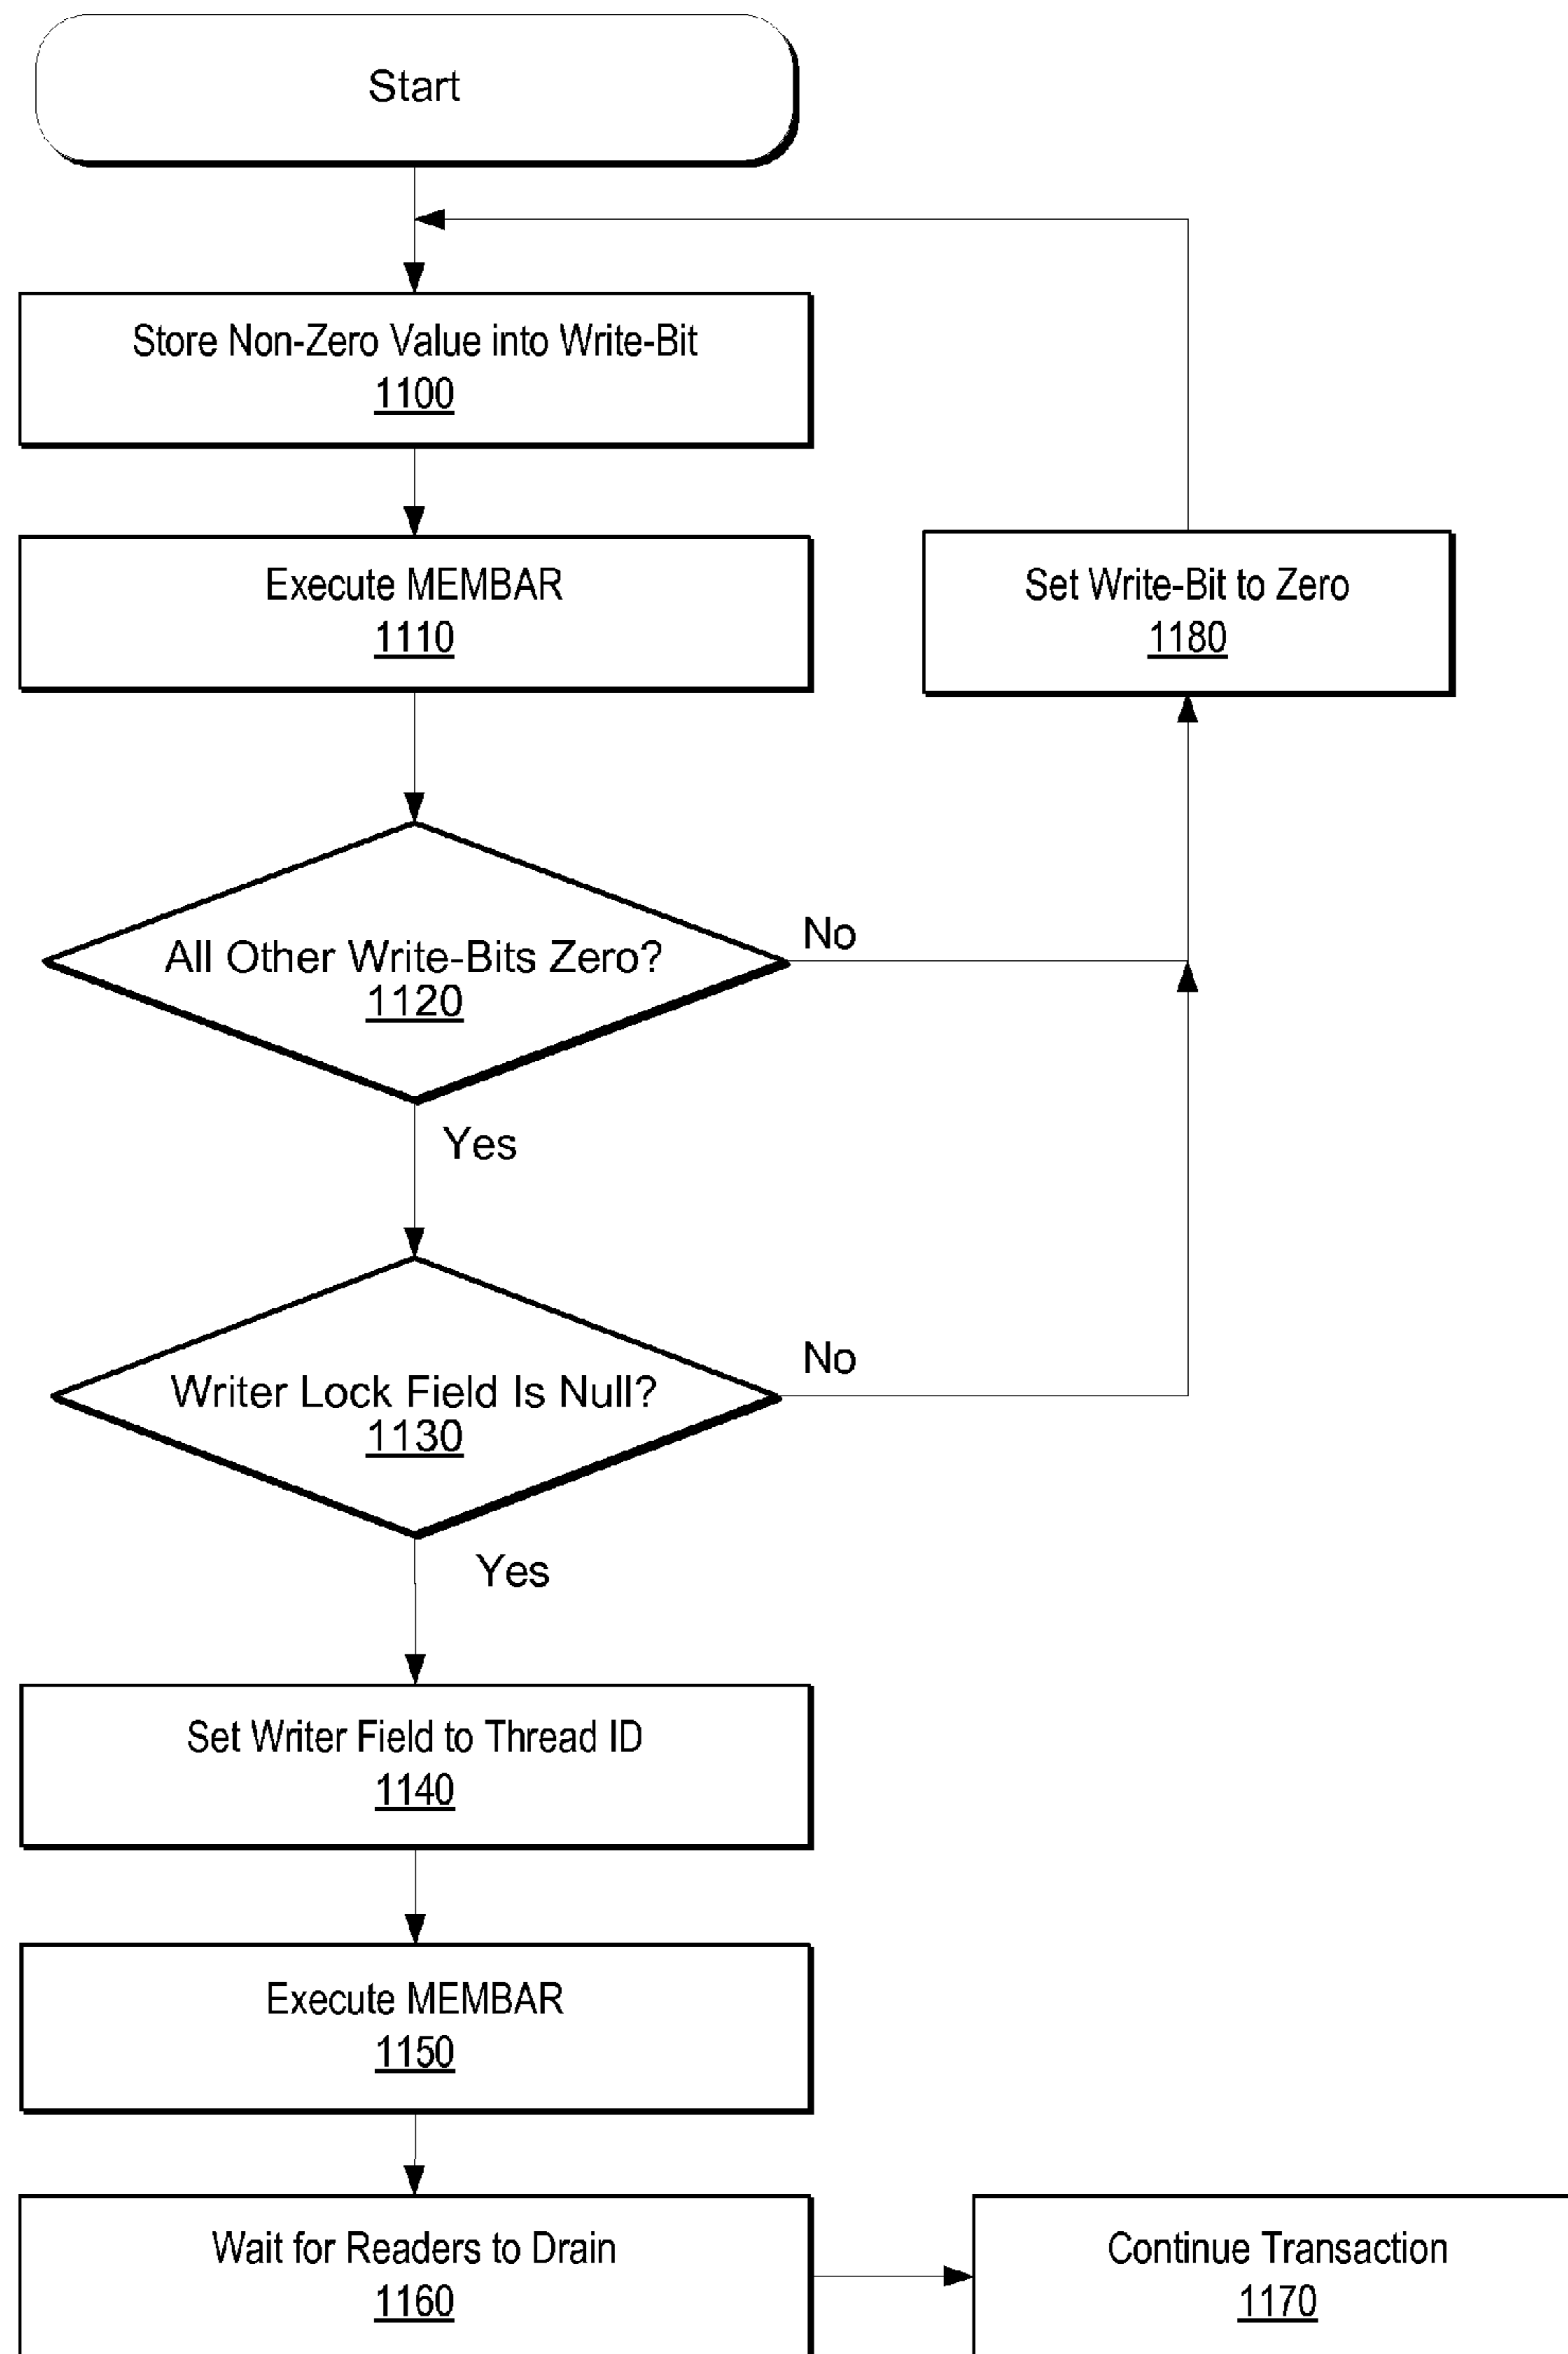 Start
Store Non-Zero Value into Write-Bit
1100
Execute MEMBAR
1110
Set Write-Bit to Zero
1180
All Other Write-Bits Zero?
1120
No
Yes
Writer Lock Field Is Null?
1130
No
Yes
Set Writer Field to Thread ID
1140
Execute MEMBAR
1150
Wait for Readers to Drain
1160
Continue Transaction
1170